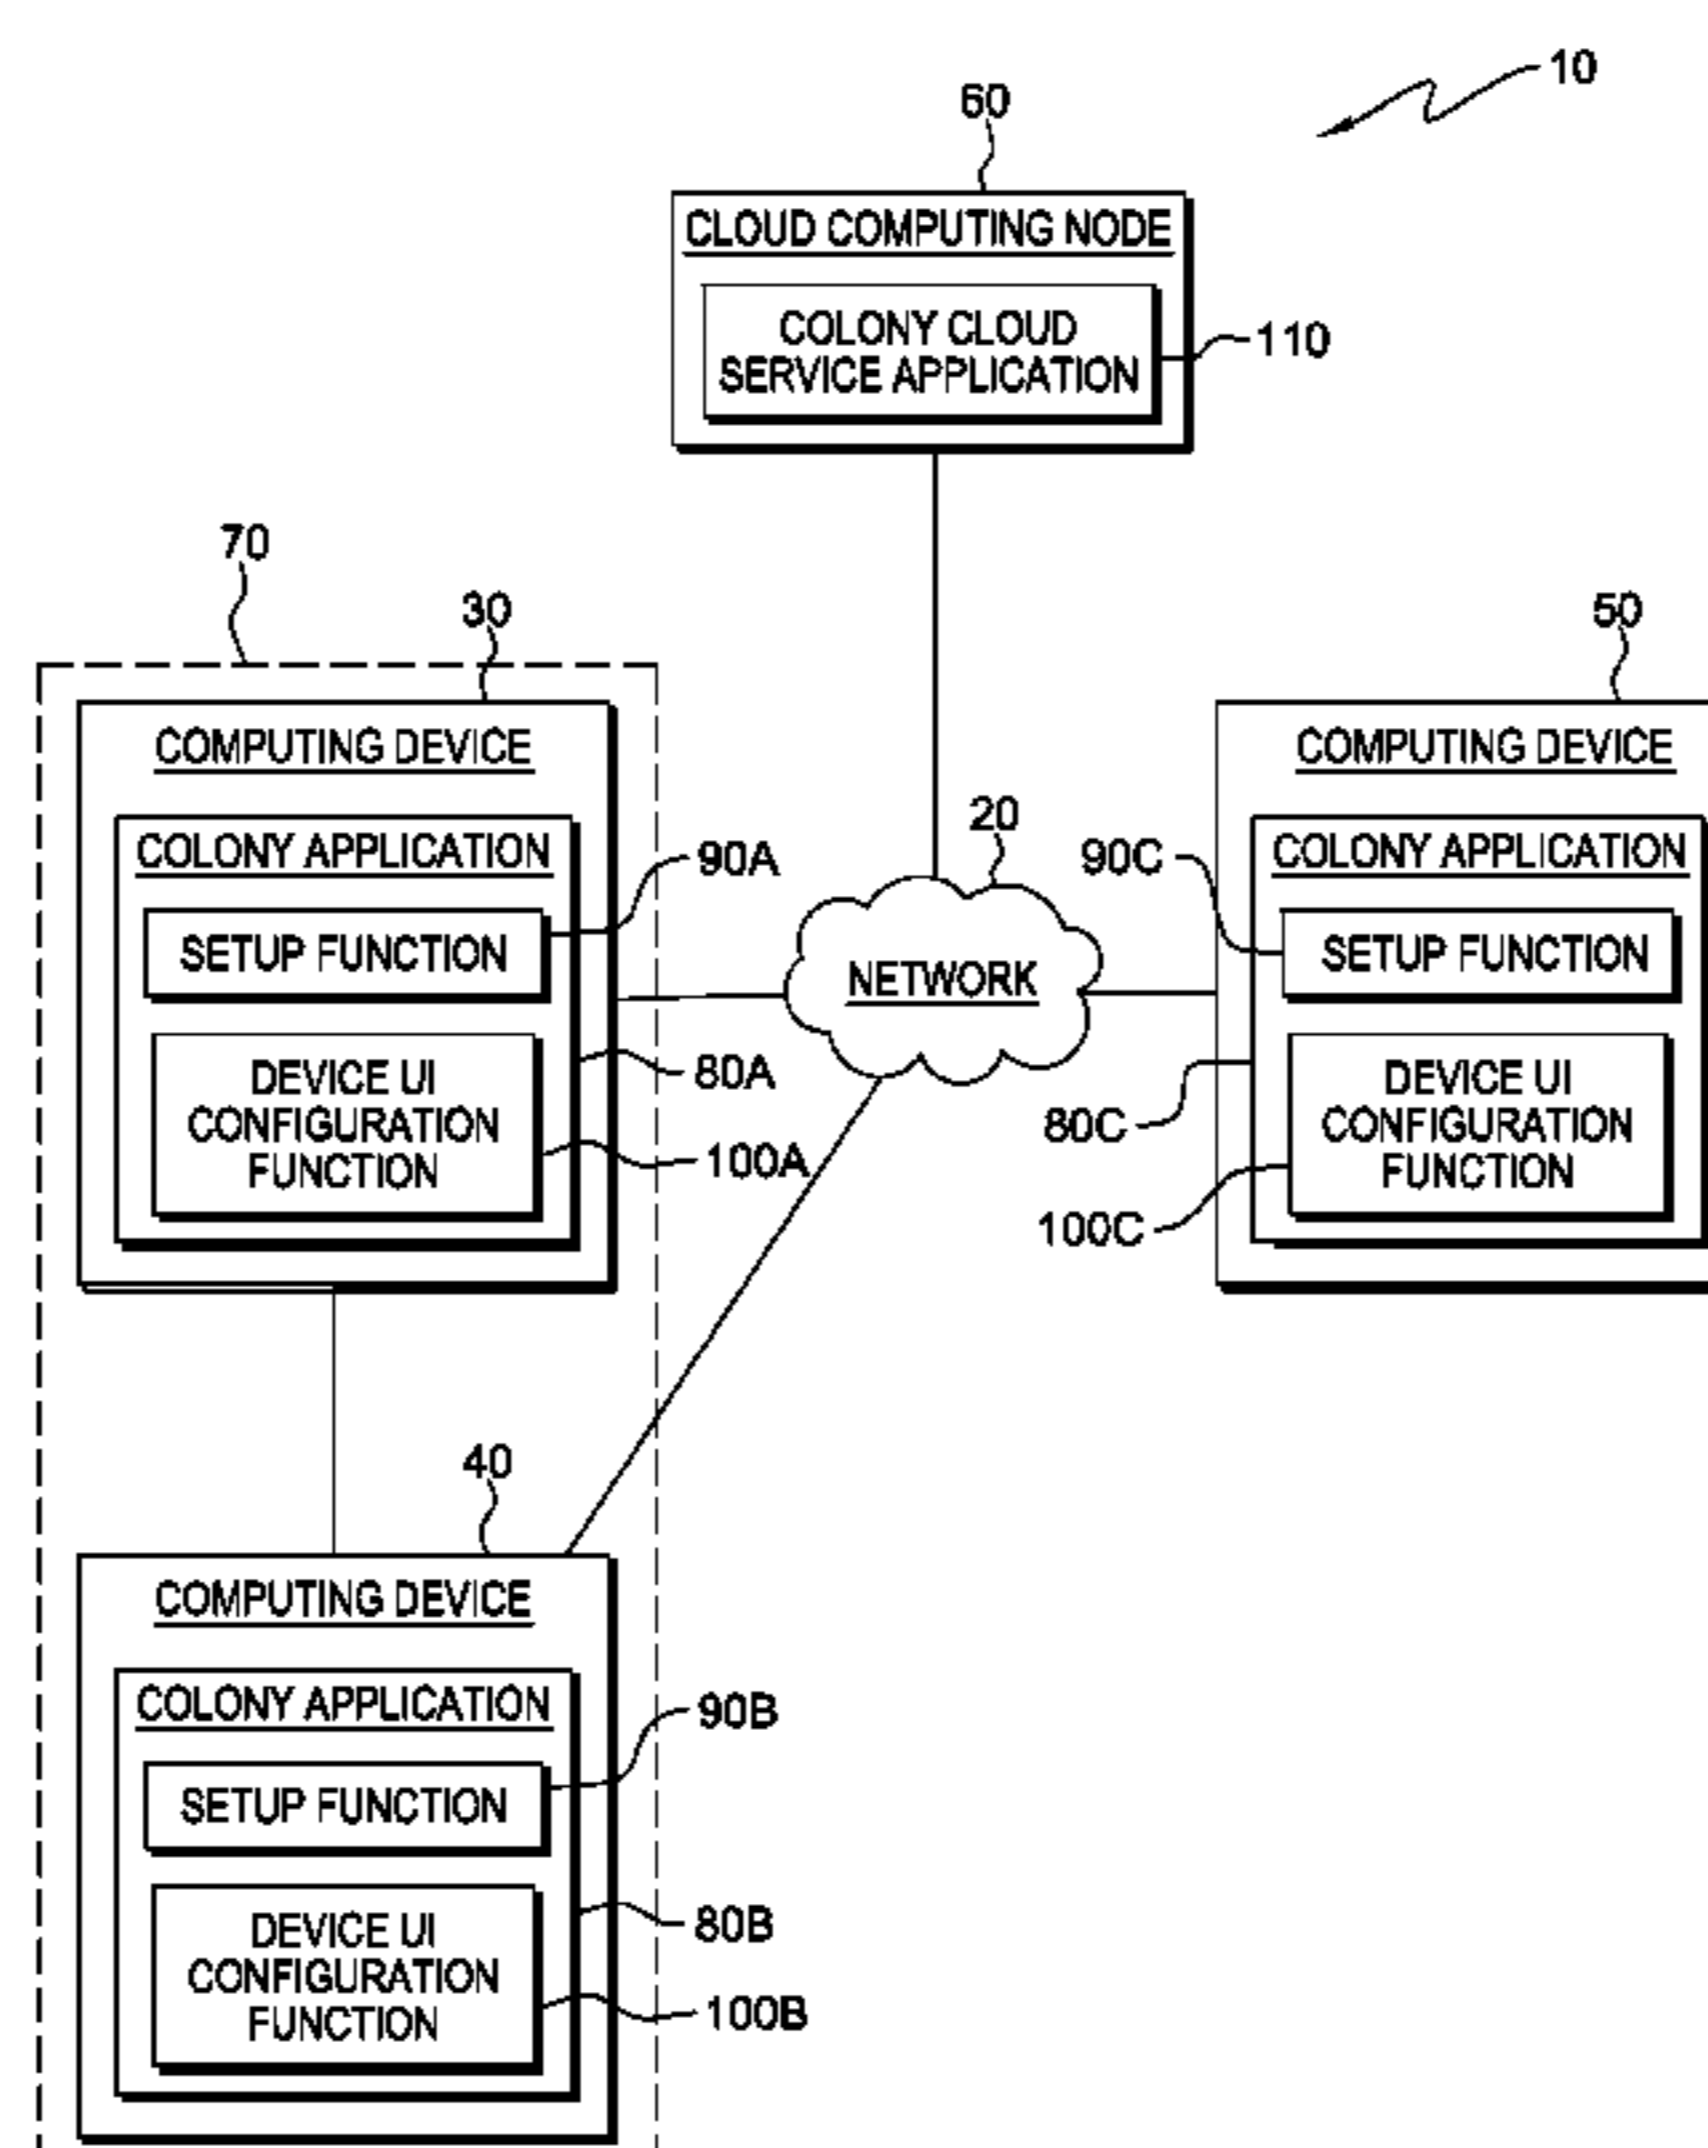 10
60
CLOUD COMPUTING NODE
COLONY CLOUD
SERVICE APPLICATION
110
70
30
COMPUTING DEVICE
COLONY APPLICATION
90A
SETUP FUNCTION
DEVICE UI
CONFIGURATION
FUNCTION
80A
100A
20
NETWORK
50
COMPUTING DEVICE
COLONY APPLICATION
90C
SETUP FUNCTION
DEVICE UI
CONFIGURATION
FUNCTION
80C
100C
40
COMPUTING DEVICE
COLONY APPLICATION
90B
SETUP FUNCTION
DEVICE UI
CONFIGURATION
FUNCTION
80B
100B